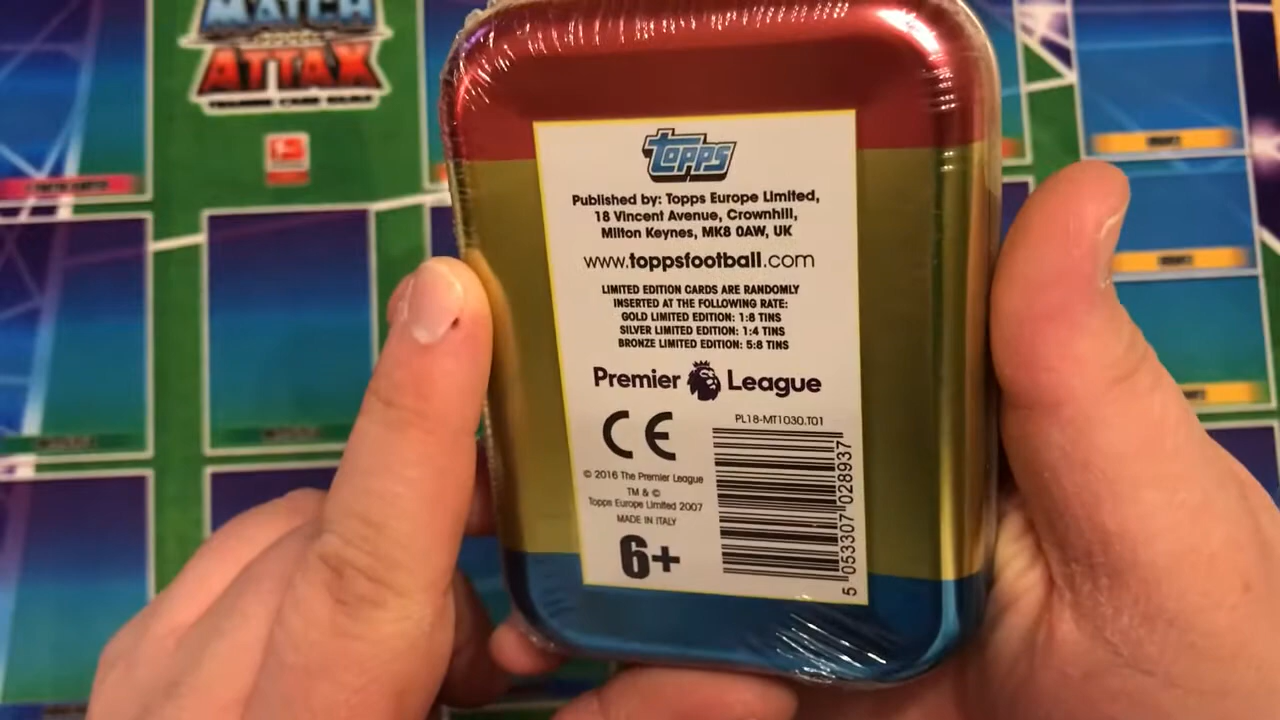 MATCH
ATTAX
TRADING CARD GAME
topps
Published by: Topps Europe Limited,
18 Vincent Avenue, Crownhill,
Milton Keynes, MK8 0AW, UK
www.toppsfootball.com
LIMITED EDITION CARDS ARE RANDOMLY
INSERTED AT THE FOLLOWING RATE:
GOLD LIMITED EDITION: 1:8 TINS
SILVER LIMITED EDITION: 1:4 TINS
BRONZE LIMITED EDITION: 5:8 TINS
Premier League
CE
PL18-MT1030.T01
© 2016 The Premier League
TM & ©
Topps Europe Limited 2007
MADE IN ITALY
6+
5 053307 028937